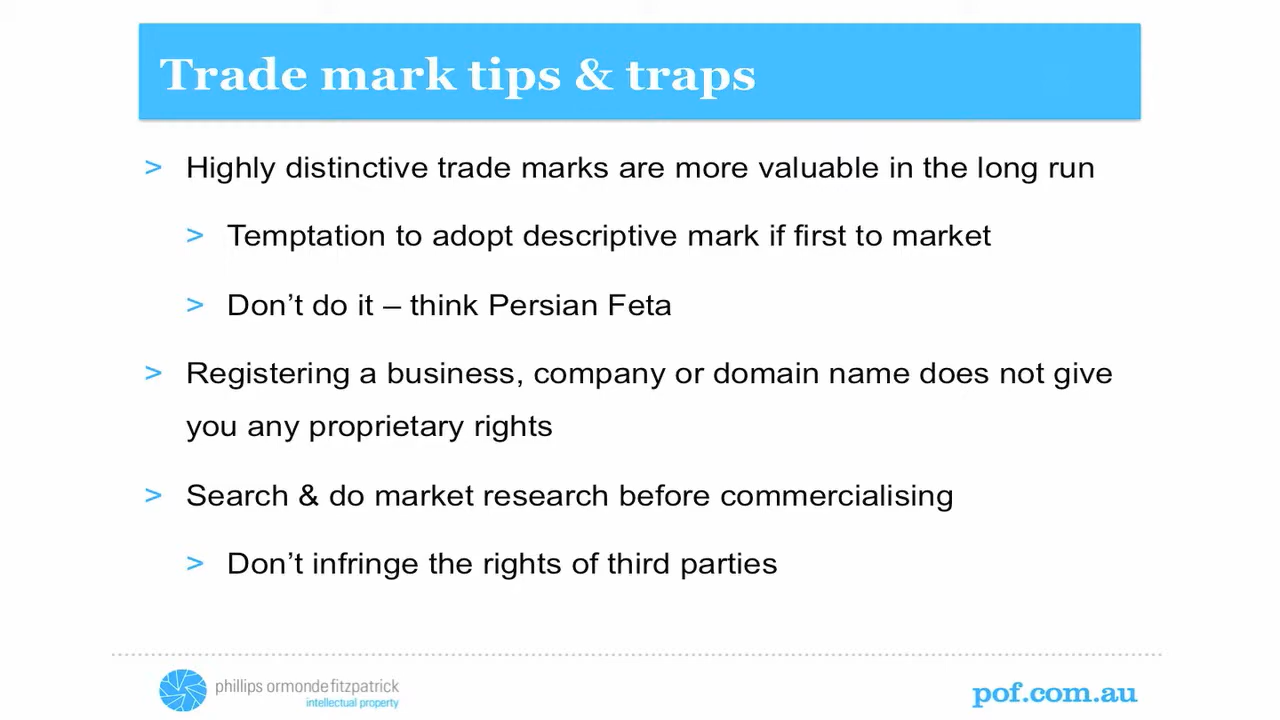 Trade mark tips & traps
> Highly distinctive trade marks are more valuable in the long run
> Temptation to adopt descriptive mark if first to market
> Don’t do it – think Persian Feta
> Registering a business, company or domain name does not give
you any proprietary rights
> Search & do market research before commercialising
> Don’t infringe the rights of third parties
phillips ormonde fitzpatrick
intellectual property
pof.com.au